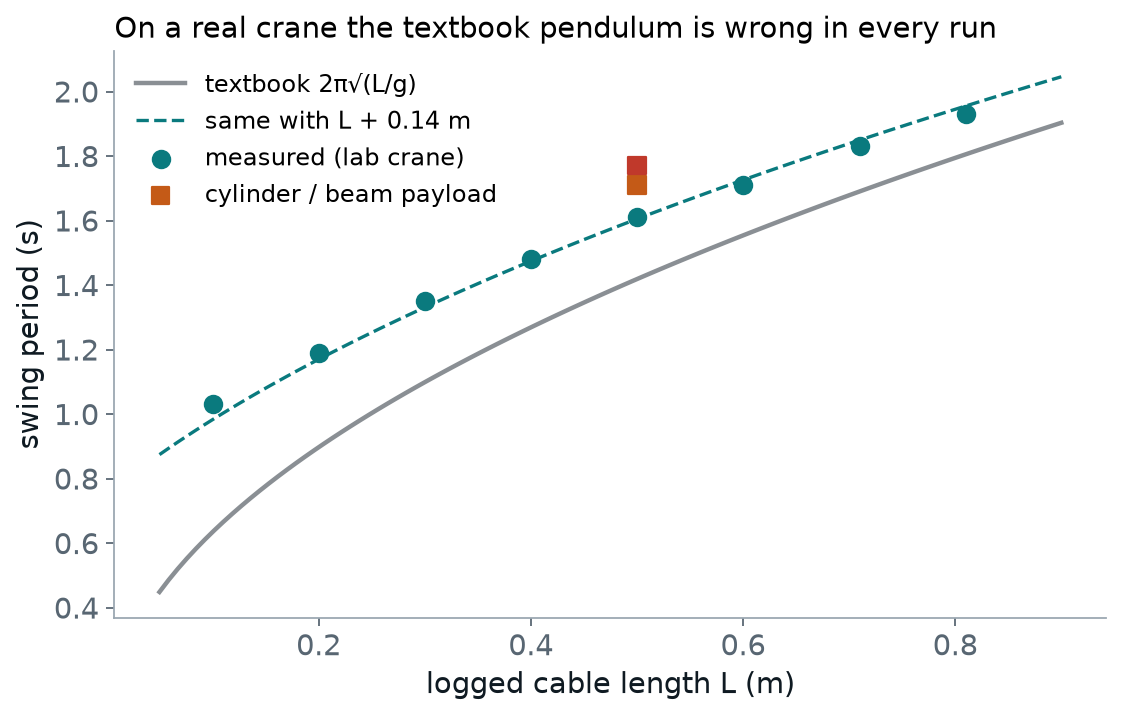 On a real crane the textbook pendulum is wrong in every run
textbook 2π√(L/g)
same with L + 0.14 m
measured (lab crane)
cylinder / beam payload
swing period (s)
2.0
1.8
1.6
1.4
1.2
1.0
0.8
0.6
0.4
0.2
0.4
0.6
0.8
logged cable length L (m)